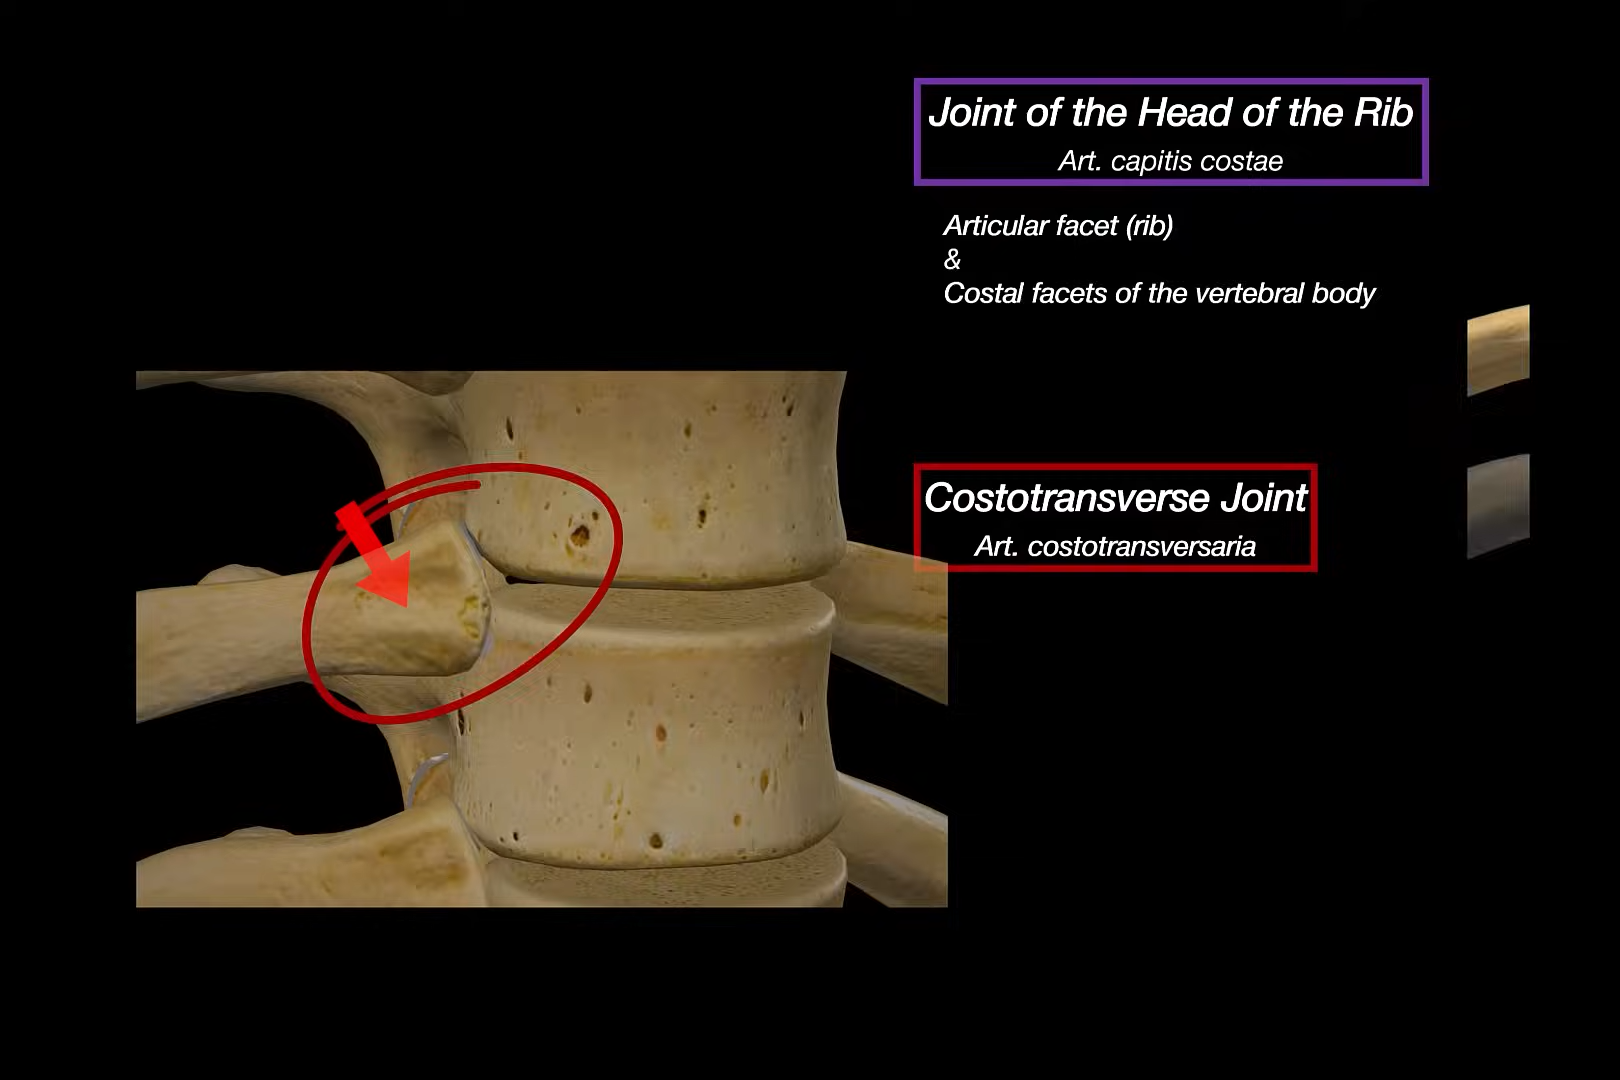 Joint of the Head of the Rib
Art. capitis costae
Articular facet (rib)
&
Costal facets of the vertebral body
Costotransverse Joint
Art. costotransversaria